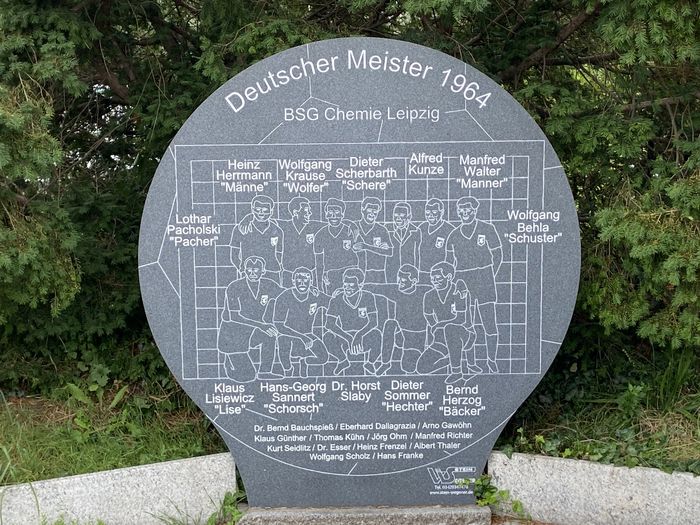 Deutscher Meister 1964
BSG Chemie Leipzig
Heinz
Herrmann
"Männe"
Wolfgang
Krause
"Wolfer"
Dieter
Scherbarth
"Schere"
Alfred
Kunze
Manfred
Walter
"Manner"
Lothar
Pacholski
"Pacher"
Wolfgang
Behla
"Schuster"
Klaus
Lisiewicz
"Lise"
Hans-Georg
Sannert
"Schorsch"
Dr. Horst
Slaby
Dieter
Sommer
"Hechter"
Bernd
Herzog
"Bäcker"
Dr. Bernd Bauchspieß / Eberhard Dallagrazia / Arno Gawöhn
Klaus Günther / Thomas Kühn / Jörg Ohm / Manfred Richter
Kurt Seidlitz / Dr. Esser / Heinz Frenzel / Albert Thaler
Wolfgang Scholz / Hans Franke
STEIN